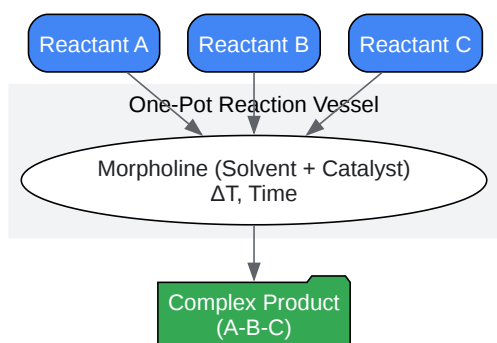 Reactant A
Reactant B
Reactant C
One-Pot Reaction Vessel
Morpholine (Solvent + Catalyst)
ΔT, Time
Complex Product
(A-B-C)